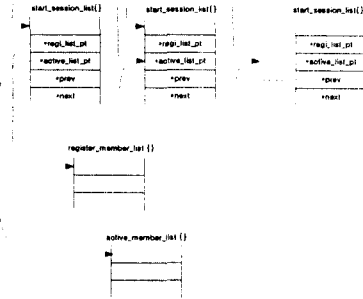 start_session_list{} start_session_list{} start_session_list{}
*regi_list_pt *regi_list_pt *regi_list_pt
*active_list_pt *active_list_pt *active_list_pt
*prev *prev *prev
*next *next *next
register_member_list {}
active_member_list {}